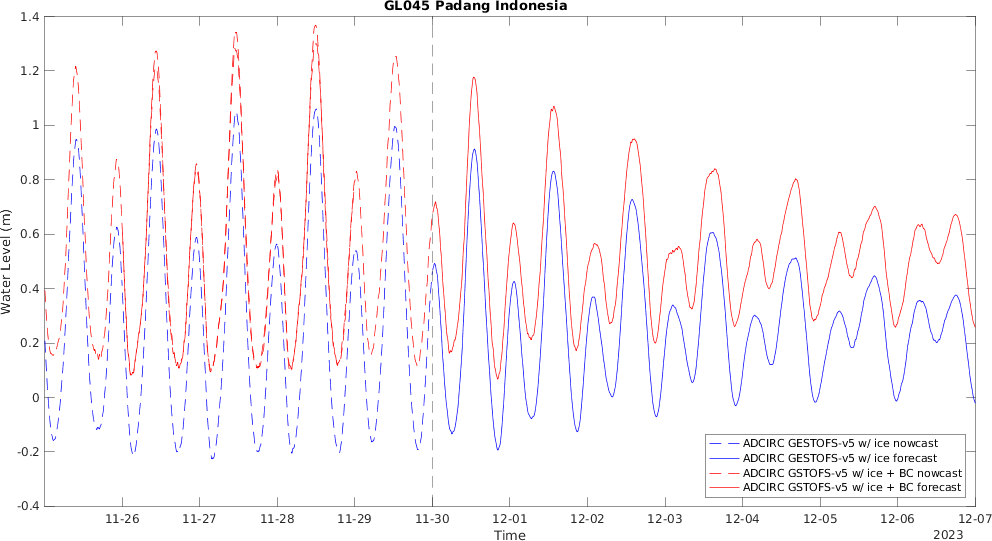 GL045 Padang Indonesia
1.4
1.2
1
0.8
0.6
0.4
0.2
0
-0.2
-0.4
Water Level (m)
11-26 11-27 11-28 11-29 11-30 12-01 12-02 12-03 12-04 12-05 12-06 12-07
Time
2023
ADCIRC GESTOFS-v5 w/ ice nowcast
ADCIRC GESTOFS-v5 w/ ice forecast
ADCIRC GSTOFS-v5 w/ ice + BC nowcast
ADCIRC GSTOFS-v5 w/ ice + BC forecast